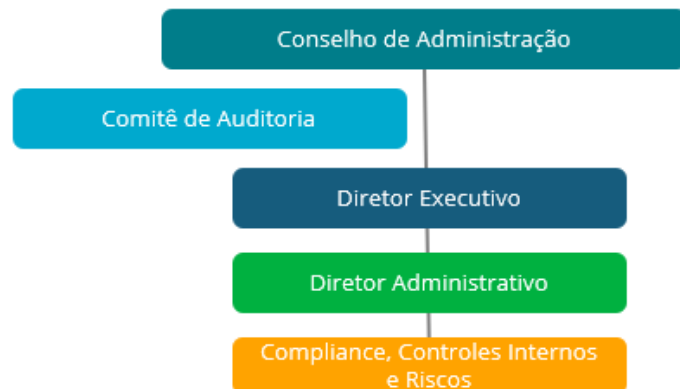 Conselho de Administração
Comitê de Auditoria
Diretor Executivo
Diretor Administrativo
Compliance, Controles Internos
e Riscos